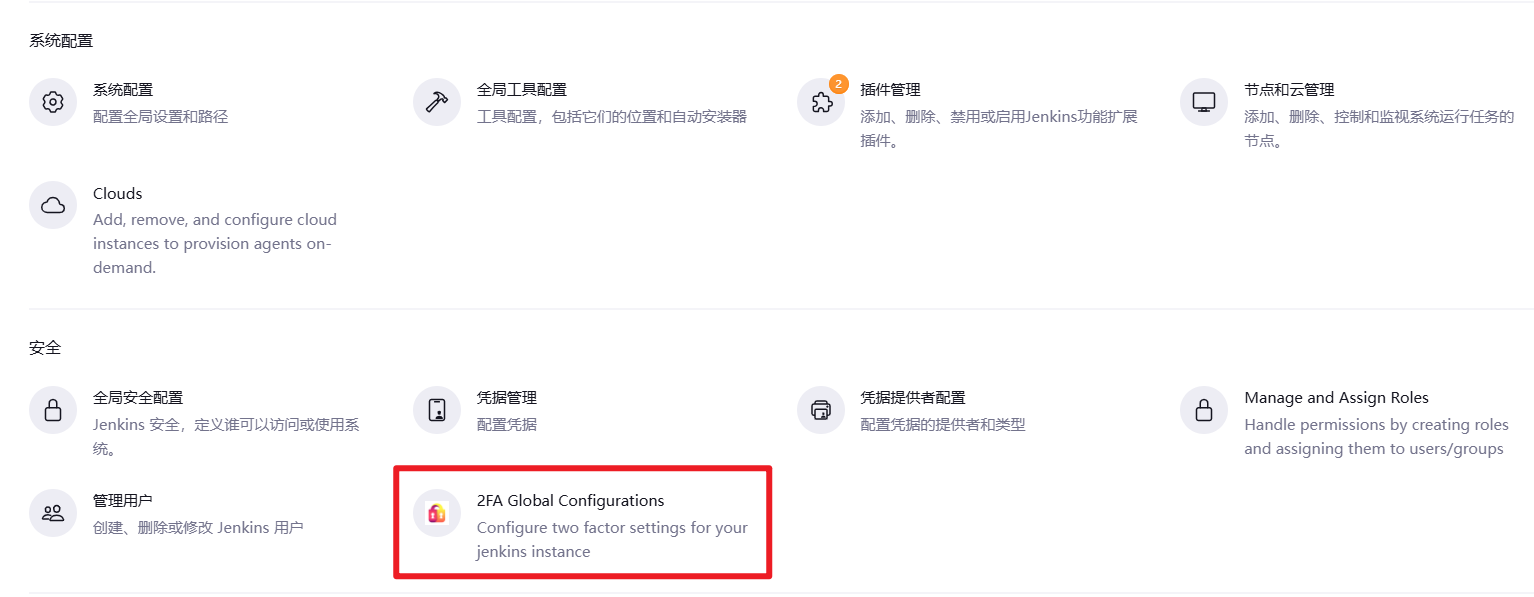 系统配置
系统配置
配置全局设置和路径
全局工具配置
工具配置，包括它们的位置和自动安装器
2
插件管理
添加、删除、禁用或启用Jenkins功能扩展
插件。
节点和云管理
添加、删除、控制和监视系统运行任务的
节点。
Clouds
Add, remove, and configure cloud
instances to provision agents on-
demand.
安全
全局安全配置
Jenkins 安全，定义谁可以访问或使用系
统。
凭据管理
配置凭据
凭据提供者配置
配置凭据的提供者和类型
Manage and Assign Roles
Handle permissions by creating roles
and assigning them to users/groups
管理用户
创建、删除或修改 Jenkins 用户
2FA Global Configurations
Configure two factor settings for your
jenkins instance